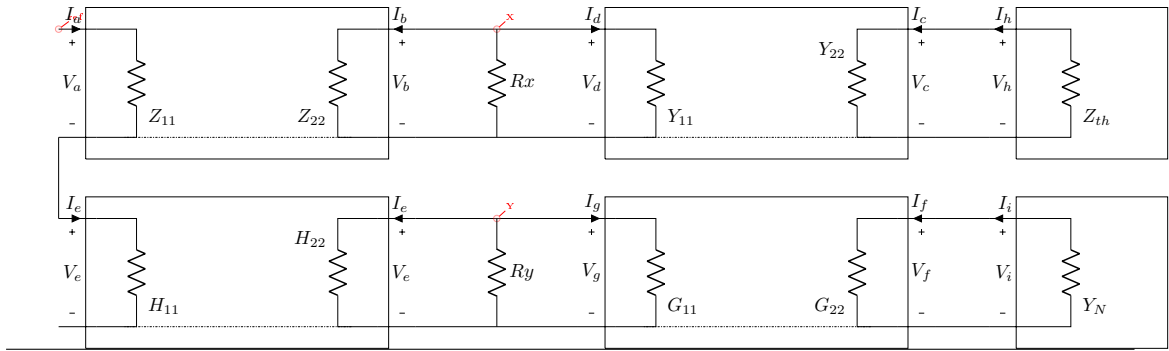 I_a ref I_b X I_d I_c I_h
+ + + + +
V_a Z_11 Z_22 V_b Rx V_d Y_11 Y_22 V_c V_h Z_th
- - - - -
I_e I_e Y I_g I_f I_i
+ + + + +
V_e H_11 H_22 V_e Ry V_g G_11 G_22 V_f V_i Y_N
- - - - -